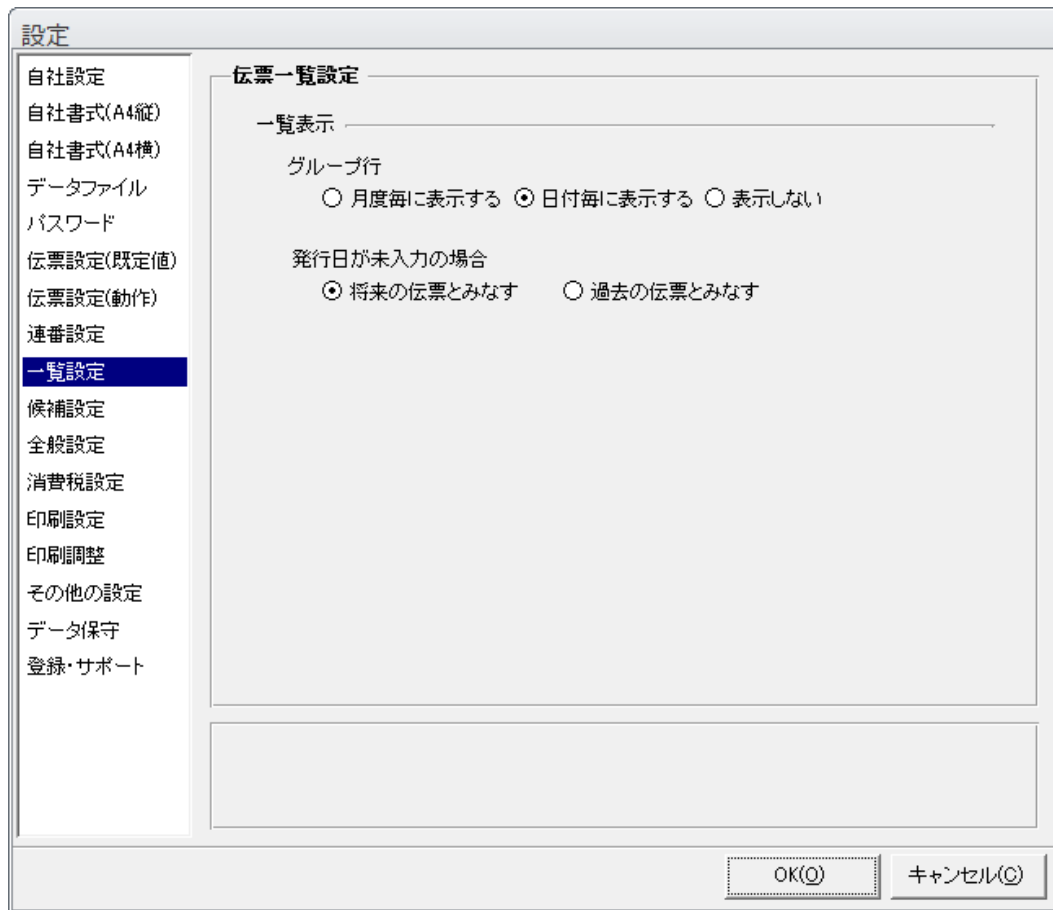 設定
自社設定
自社書式(A4縦)
自社書式(A4横)
データファイル
パスワード
伝票設定(既定値)
伝票設定(動作)
連番設定
一覧設定
候補設定
全般設定
消費税設定
印刷設定
印刷調整
その他の設定
データ保守
登録・サポート
伝票一覧設定
一覧表示
グループ行
月度毎に表示する 日付毎に表示する 表示しない
発行日が未入力の場合
将来の伝票とみなす 過去の伝票とみなす
OK(O) キャンセル(C)